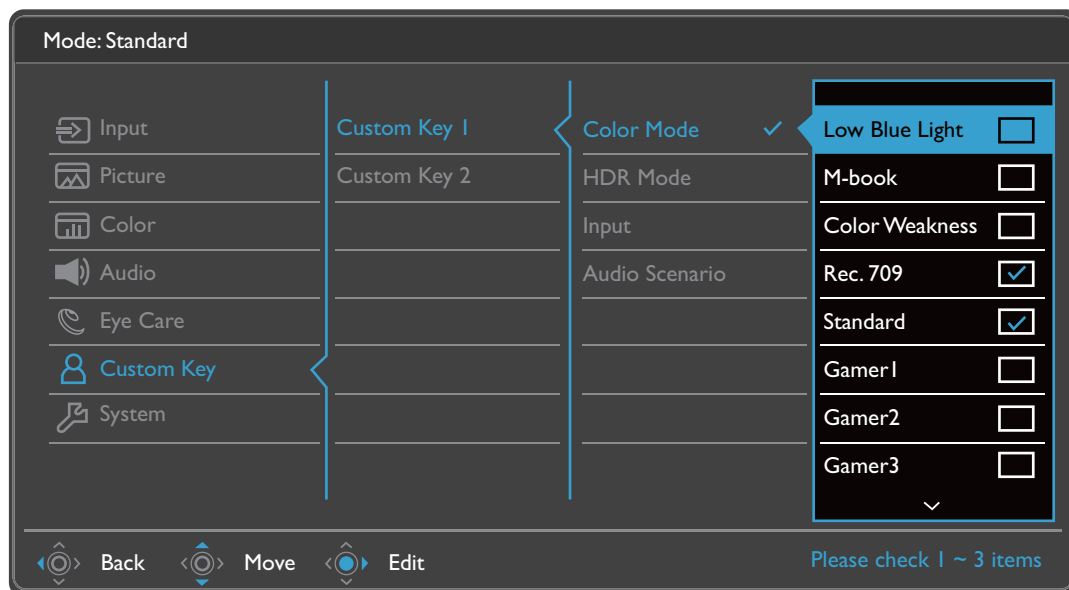 Mode: Standard
Input
Picture
Color
Audio
Eye Care
Custom Key
System
Custom Key 1
Custom Key 2
Color Mode
HDR Mode
Input
Audio Scenario
Low Blue Light
M-book
Color Weakness
Rec. 709
Standard
Gamer1
Gamer2
Gamer3
Back
Move
Edit
Please check 1 ~ 3 items